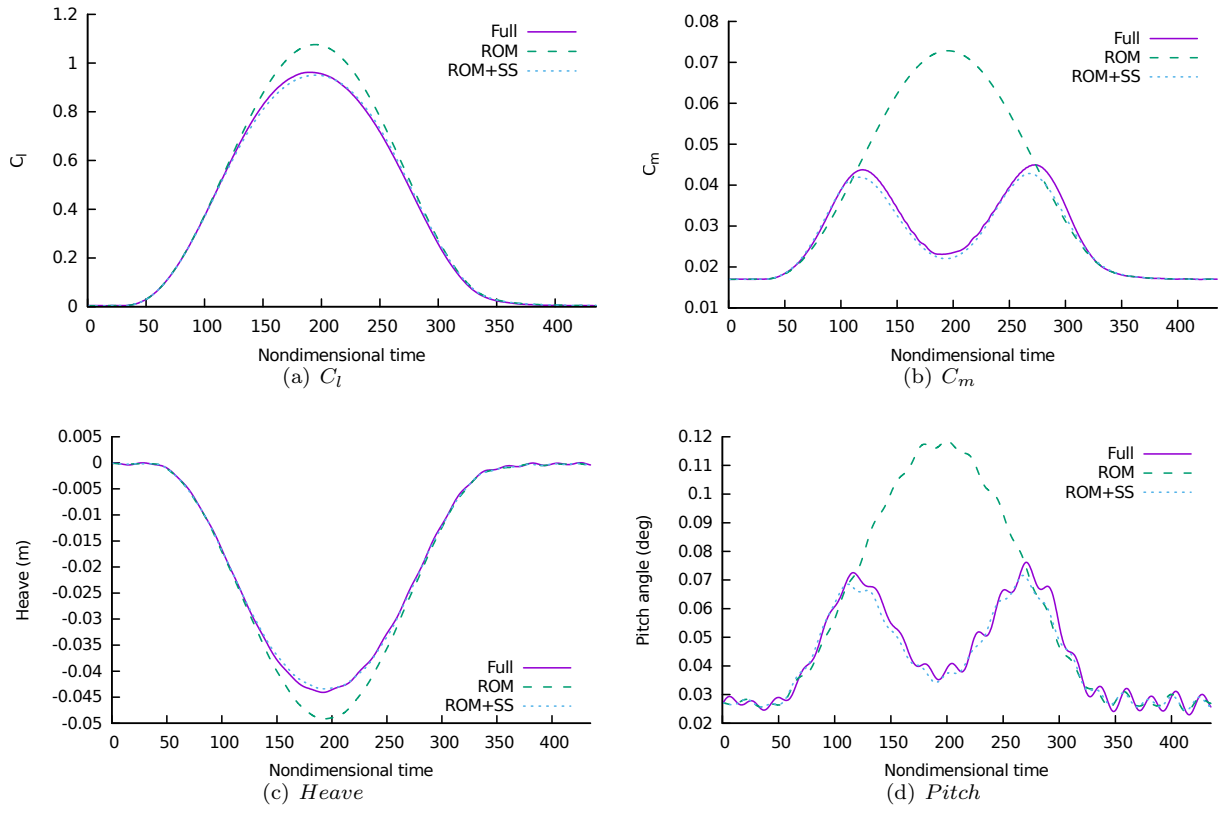 1.2
1
0.8
0.6
0.4
0.2
0
C_l
Full
ROM
ROM+SS
0 50 100 150 200 250 300 350 400
Nondimensional time
(a) C_l
0.08
0.07
0.06
0.05
0.04
0.03
0.02
0.01
C_m
Full
ROM
ROM+SS
0 50 100 150 200 250 300 350 400
Nondimensional time
(b) C_m
0.005
0
-0.005
-0.01
-0.015
-0.02
-0.025
-0.03
-0.035
-0.04
-0.045
-0.05
Heave (m)
Full
ROM
ROM+SS
0 50 100 150 200 250 300 350 400
Nondimensional time
(c) Heave
0.12
0.11
0.1
0.09
0.08
0.07
0.06
0.05
0.04
0.03
0.02
Pitch angle (deg)
Full
ROM
ROM+SS
0 50 100 150 200 250 300 350 400
Nondimensional time
(d) Pitch